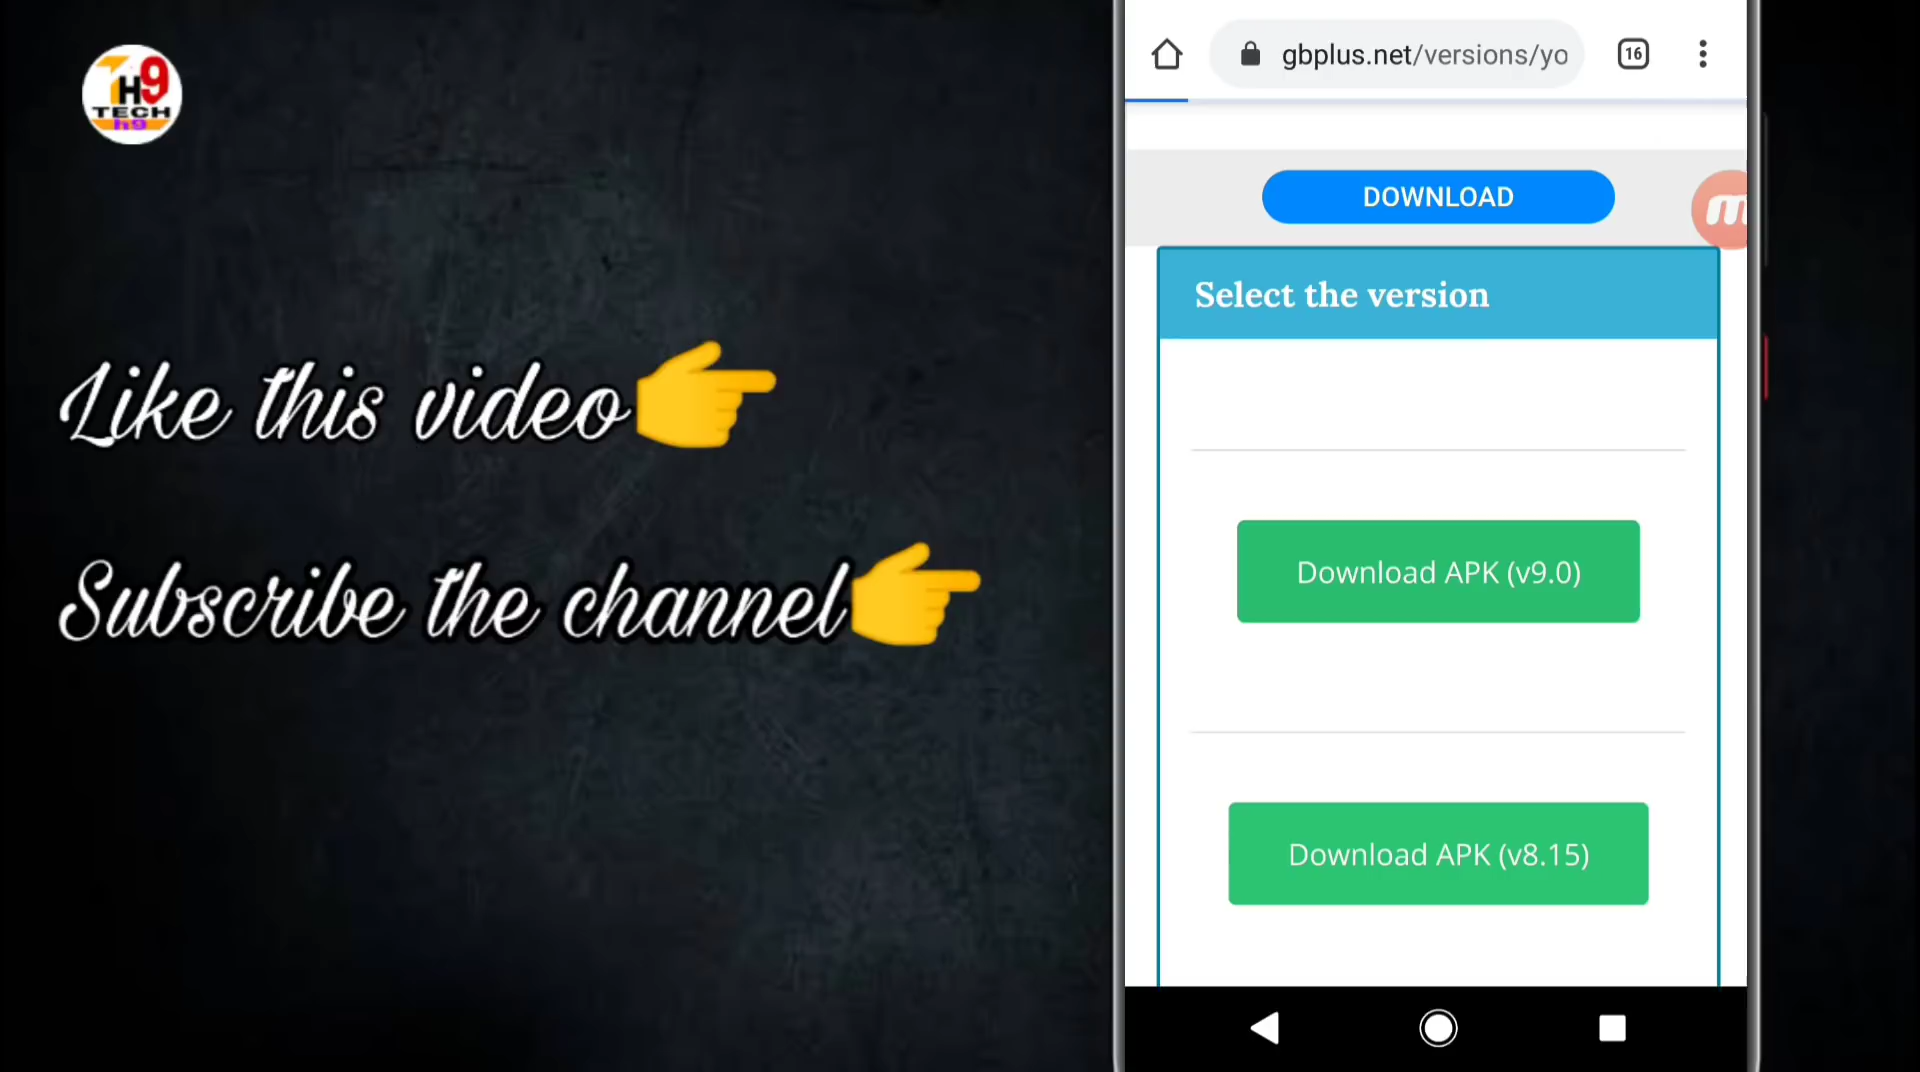 H9
TECH
h9
Like this video
Subscribe the channel
gbplus.net/versions/yo
16
DOWNLOAD
Select the version
Download APK (v9.0)
Download APK (v8.15)